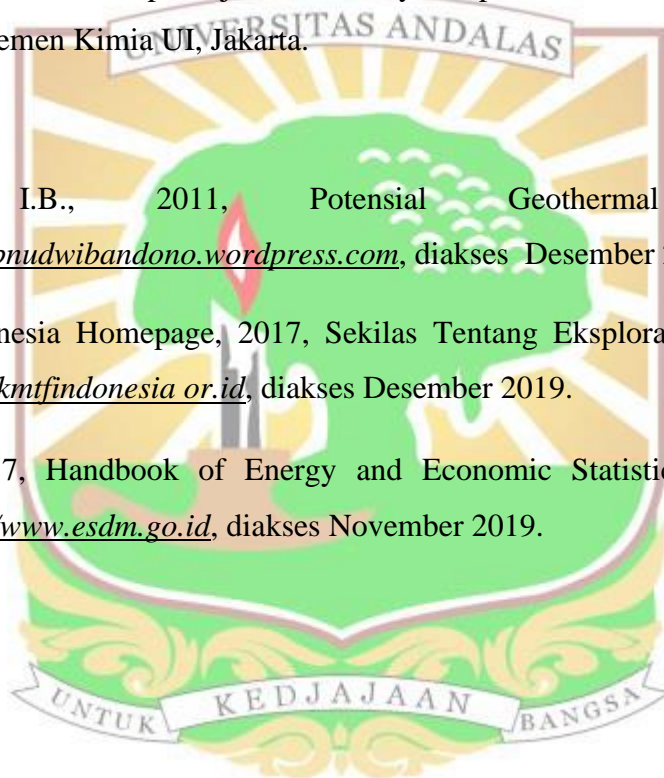 UNIVERSITAS ANDALAS
emen Kimia UI, Jakarta.
I.B., 2011, Potensial Geothermal
onudwibandono.wordpress.com, diakses Desember
nesia Homepage, 2017, Sekilas Tentang Eksplora
kmtfindonesia or.id, diakses Desember 2019.
7, Handbook of Energy and Economic Statistic
/www.esdm.go.id, diakses November 2019.
UNTUK KEDJAJAAN BANGSA